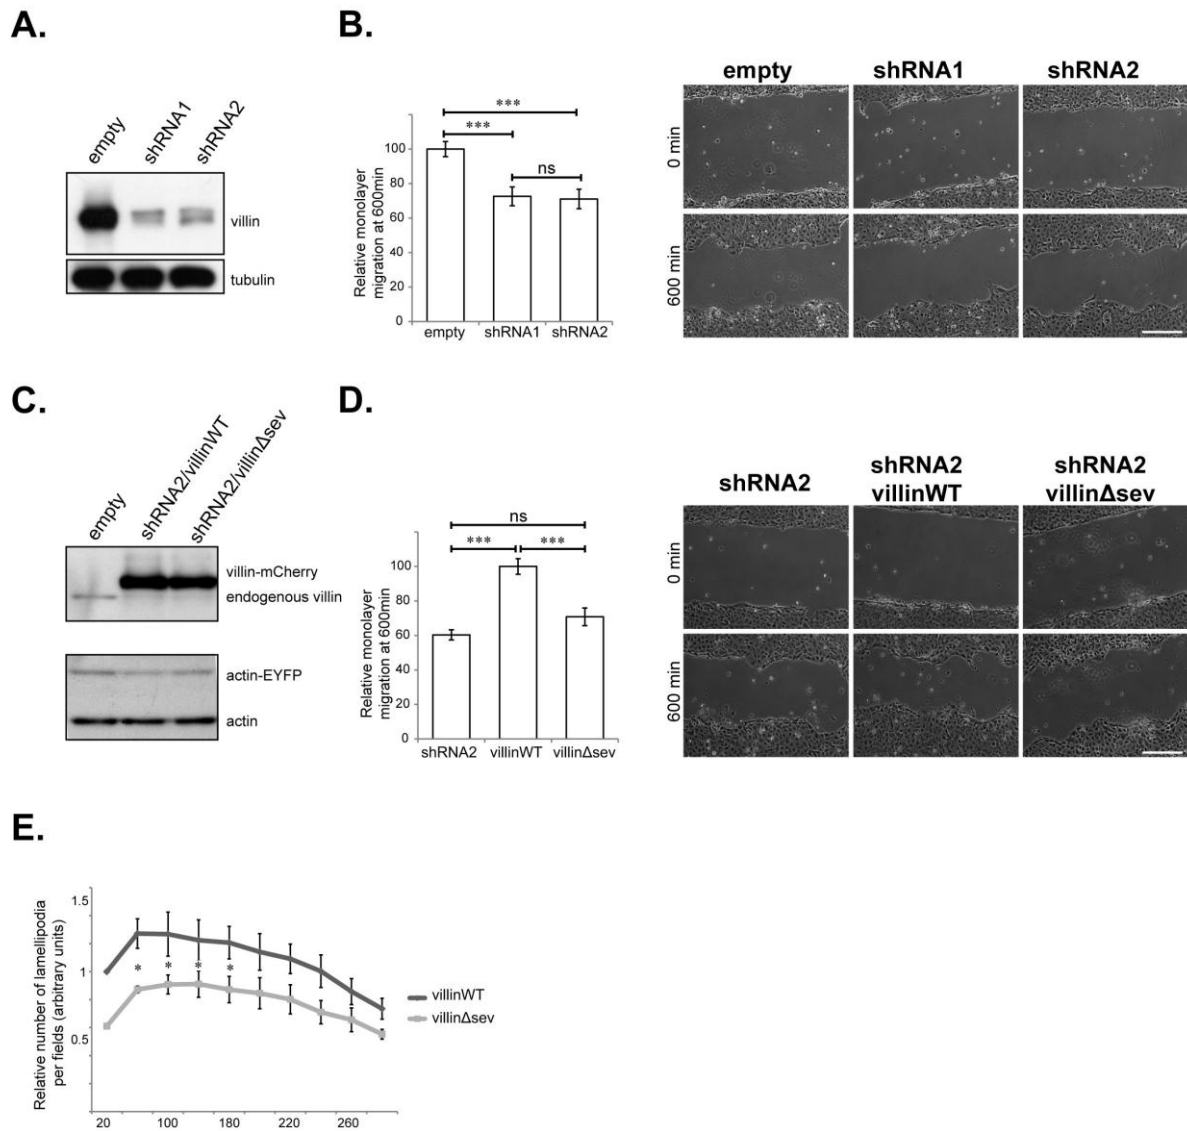 A.
empty
shRNA1
shRNA2
villin
tubulin
B.
Relative monolayer
migration at 600min
100
80
60
40
20
0
***
***
ns
empty
shRNA1
shRNA2
empty
shRNA1
shRNA2
0 min
600 min
C.
empty
shRNA2/villinWT
shRNA2/villinΔsev
villin-mCherry
endogenous villin
actin-EYFP
actin
D.
Relative monolayer
migration at 600min
100
80
60
40
20
0
ns
***
***
shRNA2
villinWT
villinΔsev
shRNA2
shRNA2
villinWT
shRNA2
villinΔsev
0 min
600 min
E.
Relative number of lamellipodia
per fields (arbitrary units)
1.5
1
0.5
* * * *
villinWT
villinΔsev
20 100 180 220 260